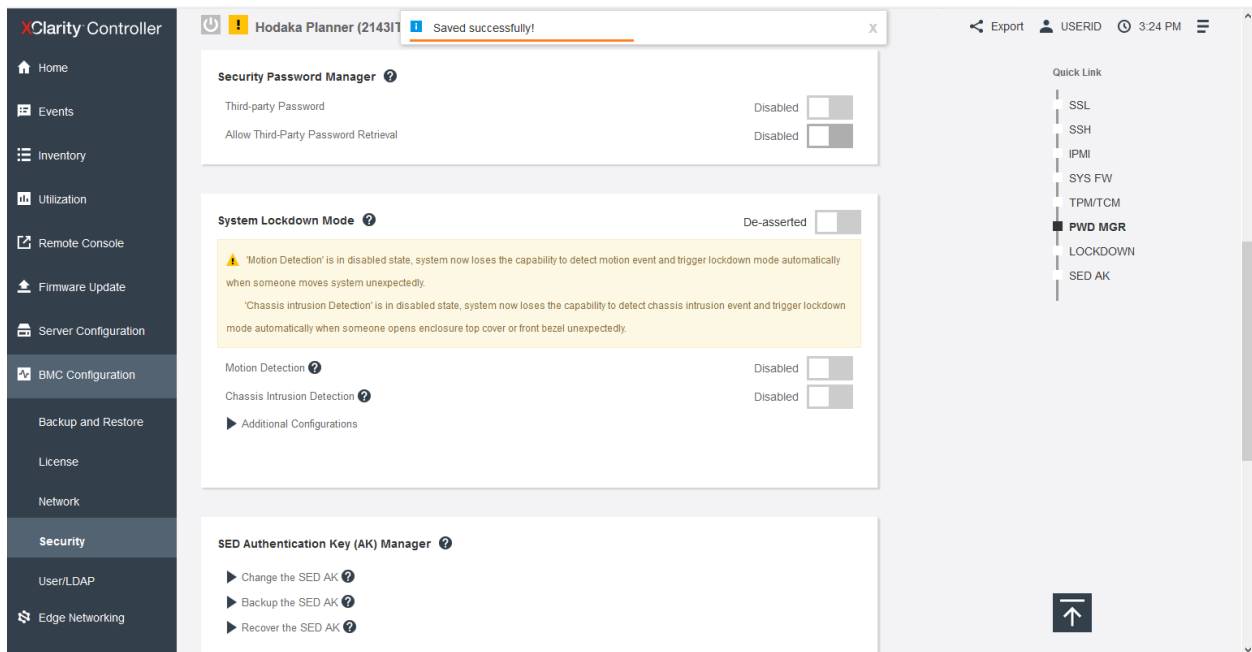 XClarity Controller
Home
Events
Inventory
Utilization
Remote Console
Firmware Update
Server Configuration
BMC Configuration
Backup and Restore
License
Network
Security
User/LDAP
Edge Networking
! Hodaka Planner (2143IT
Saved successfully! x
Export USERID 3:24 PM
Security Password Manager ?
Third-party Password Disabled
Allow Third-Party Password Retrieval Disabled
System Lockdown Mode ? De-asserted
'Motion Detection' is in disabled state, system now loses the capability to detect motion event and trigger lockdown mode automatically
when someone moves system unexpectedly.
'Chassis intrusion Detection' is in disabled state, system now loses the capability to detect chassis intrusion event and trigger lockdown
mode automatically when someone opens enclosure top cover or front bezel unexpectedly.
Motion Detection ? Disabled
Chassis Intrusion Detection ? Disabled
Additional Configurations
SED Authentication Key (AK) Manager ?
Change the SED AK ?
Backup the SED AK ?
Recover the SED AK ?
Quick Link
SSL
SSH
IPMI
SYS FW
TPM/TCM
PWD MGR
LOCKDOWN
SED AK